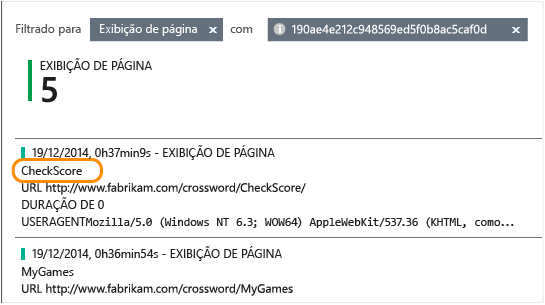 Filtrado para Exibição de página x com 190ae4e212c948569ed5f0b8ac5caf0d x
EXIBIÇÃO DE PÁGINA
5
19/12/2014, 0h37min9s - EXIBIÇÃO DE PÁGINA
CheckScore
URL http://www.fabrikam.com/crossword/CheckScore/
DURAÇÃO DE 0
USERAGENTMozilla/5.0 (Windows NT 6.3; WOW64) AppleWebKit/537.36 (KHTML, como...
19/12/2014, 0h36min54s - EXIBIÇÃO DE PÁGINA
MyGames
URL http://www.fabrikam.com/crossword/MyGames